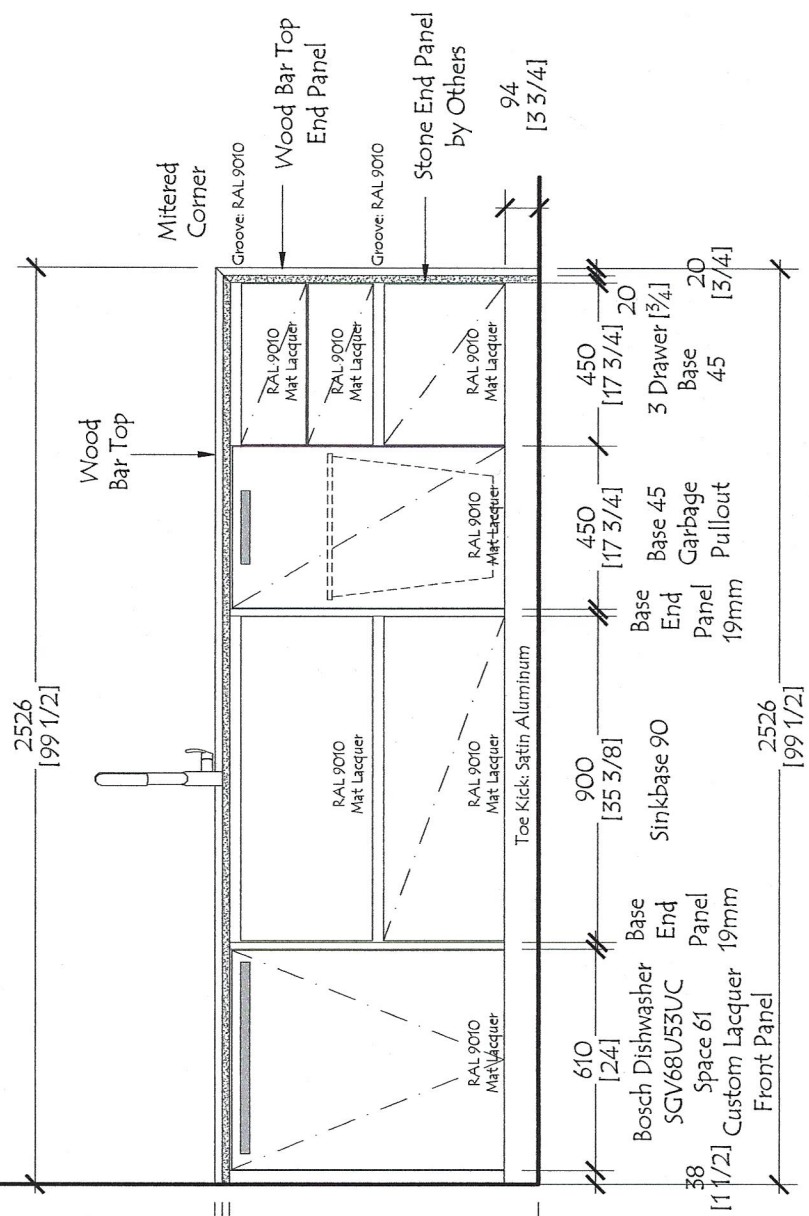 2526
[99 1/2]
Wood
Bar Top
Mitered
Corner
Groove: RAL 9010
Wood Bar Top
End Panel
Groove: RAL 9010
Stone End Panel
by Others
94
[3 3/4]
RAL 9010
Mat Lacquer
RAL 9010
Mat Lacquer
RAL 9010
Mat Lacquer
RAL 9010
Mat Lacquer
RAL 9010
Mat Lacquer
RAL 9010
Mat Lacquer
RAL 9010
Mat Lacquer
Toe Kick: Satin Aluminum
38
[1 1/2]
610
[24]
Bosch Dishwasher
SGV68U53UC
Space 61
Custom Lacquer
Front Panel
Base
End
Panel
19mm
900
[35 3/8]
Sinkbase 90
Base
End
Panel
19mm
450
[17 3/4]
Base 45
Garbage
Pullout
450
[17 3/4]
3 Drawer
Base
45
20
[3/4]
20
[3/4]
2526
[99 1/2]